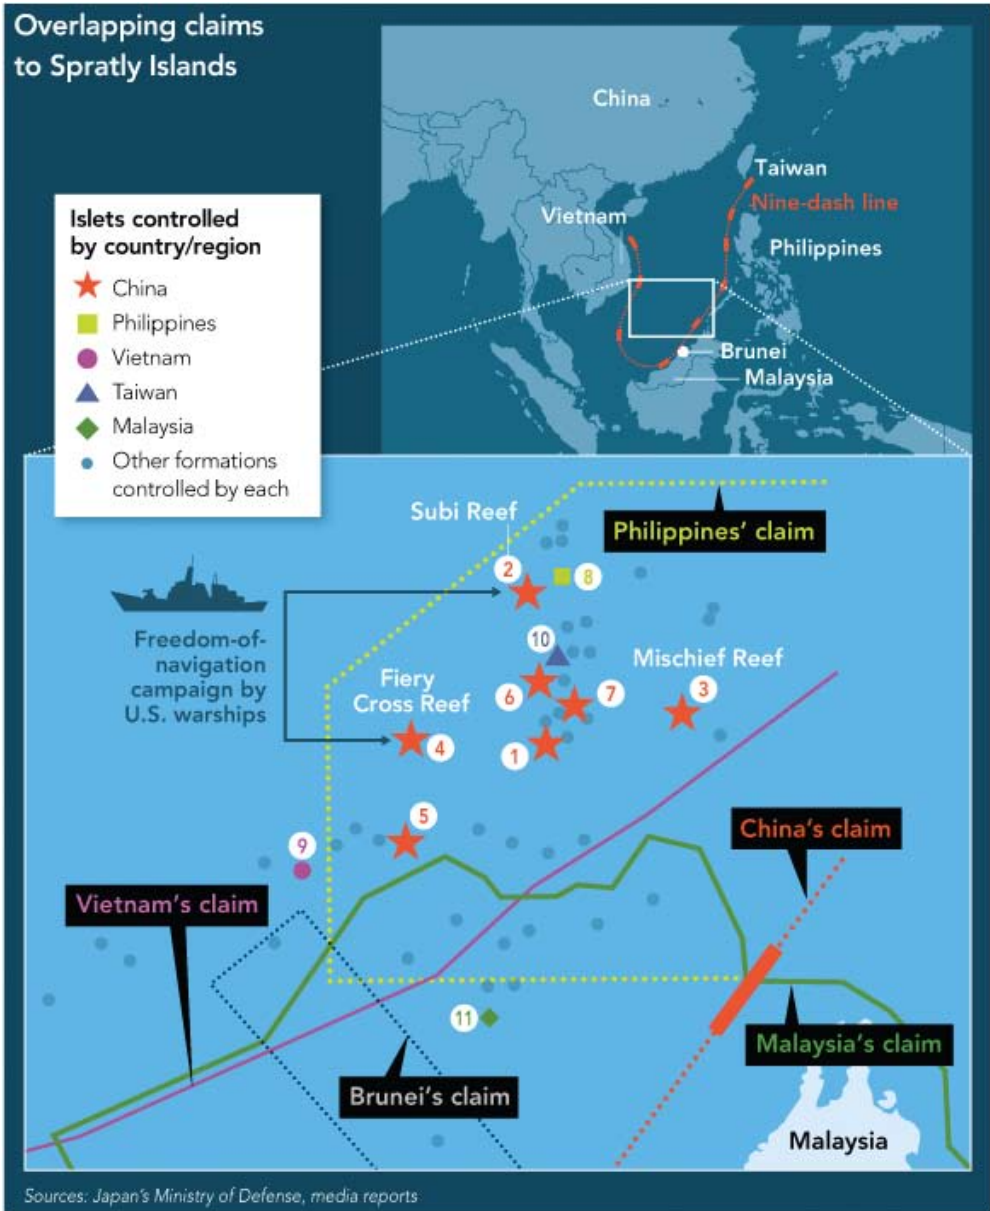 Overlapping claims
to Spratly Islands
China
Taiwan
Nine-dash line
Vietnam
Philippines
Brunei
Malaysia
Islets controlled
by country/region
China
Philippines
Vietnam
Taiwan
Malaysia
Other formations
controlled by each
Subi Reef
Philippines' claim
2
8
Freedom-of-
navigation
campaign by
U.S. warships
10
Mischief Reef
Fiery
Cross Reef
6
7
3
4
1
5
China's claim
9
Vietnam's claim
11
Malaysia's claim
Brunei's claim
Malaysia
Sources: Japan's Ministry of Defense, media reports